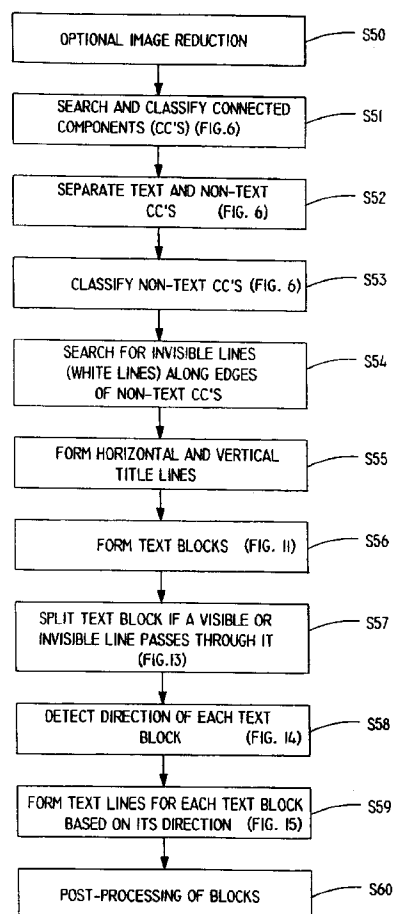 OPTIONAL IMAGE REDUCTION
S50
SEARCH AND CLASSIFY CONNECTED
COMPONENTS (CC'S) (FIG.6)
S51
SEPARATE TEXT AND NON-TEXT
CC'S (FIG. 6)
S52
CLASSIFY NON-TEXT CC'S (FIG. 6)
S53
SEARCH FOR INVISIBLE LINES
(WHITE LINES) ALONG EDGES
OF NON-TEXT CC'S
S54
FORM HORIZONTAL AND VERTICAL
TITLE LINES
S55
FORM TEXT BLOCKS (FIG. 11)
S56
SPLIT TEXT BLOCK IF A VISIBLE OR
INVISIBLE LINE PASSES THROUGH IT
(FIG.13)
S57
DETECT DIRECTION OF EACH TEXT
BLOCK (FIG. 14)
S58
FORM TEXT LINES FOR EACH TEXT BLOCK
BASED ON ITS DIRECTION (FIG. 15)
S59
POST-PROCESSING OF BLOCKS
S60